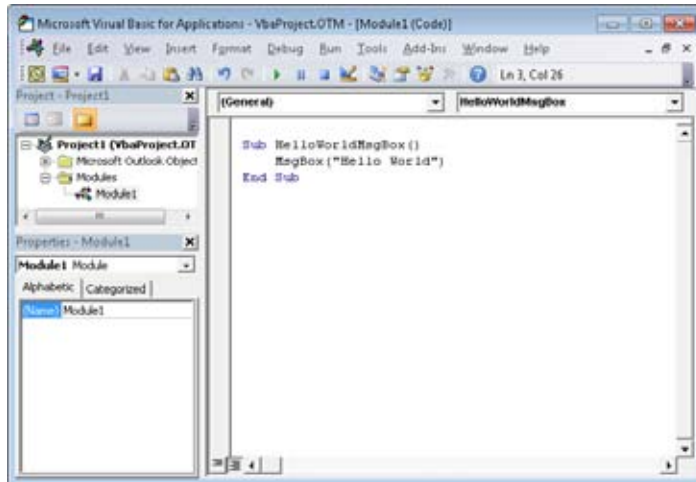 Microsoft Visual Basic for Applications - VbaProject.OTM - [Module1 (Code)]
File Edit View Insert Format Debug Run Tools Add-Ins Window Help
Ln 3, Col 26
Project - Project1
Project1 (VbaProject.OT
Microsoft Outlook Object
Modules
Module1
Properties - Module1
Module1 Module
Alphabetic Categorized
(Name) Module1
(General) HelloWorldMsgBox
Sub HelloWorldMsgBox()
MsgBox("Hello World")
End Sub